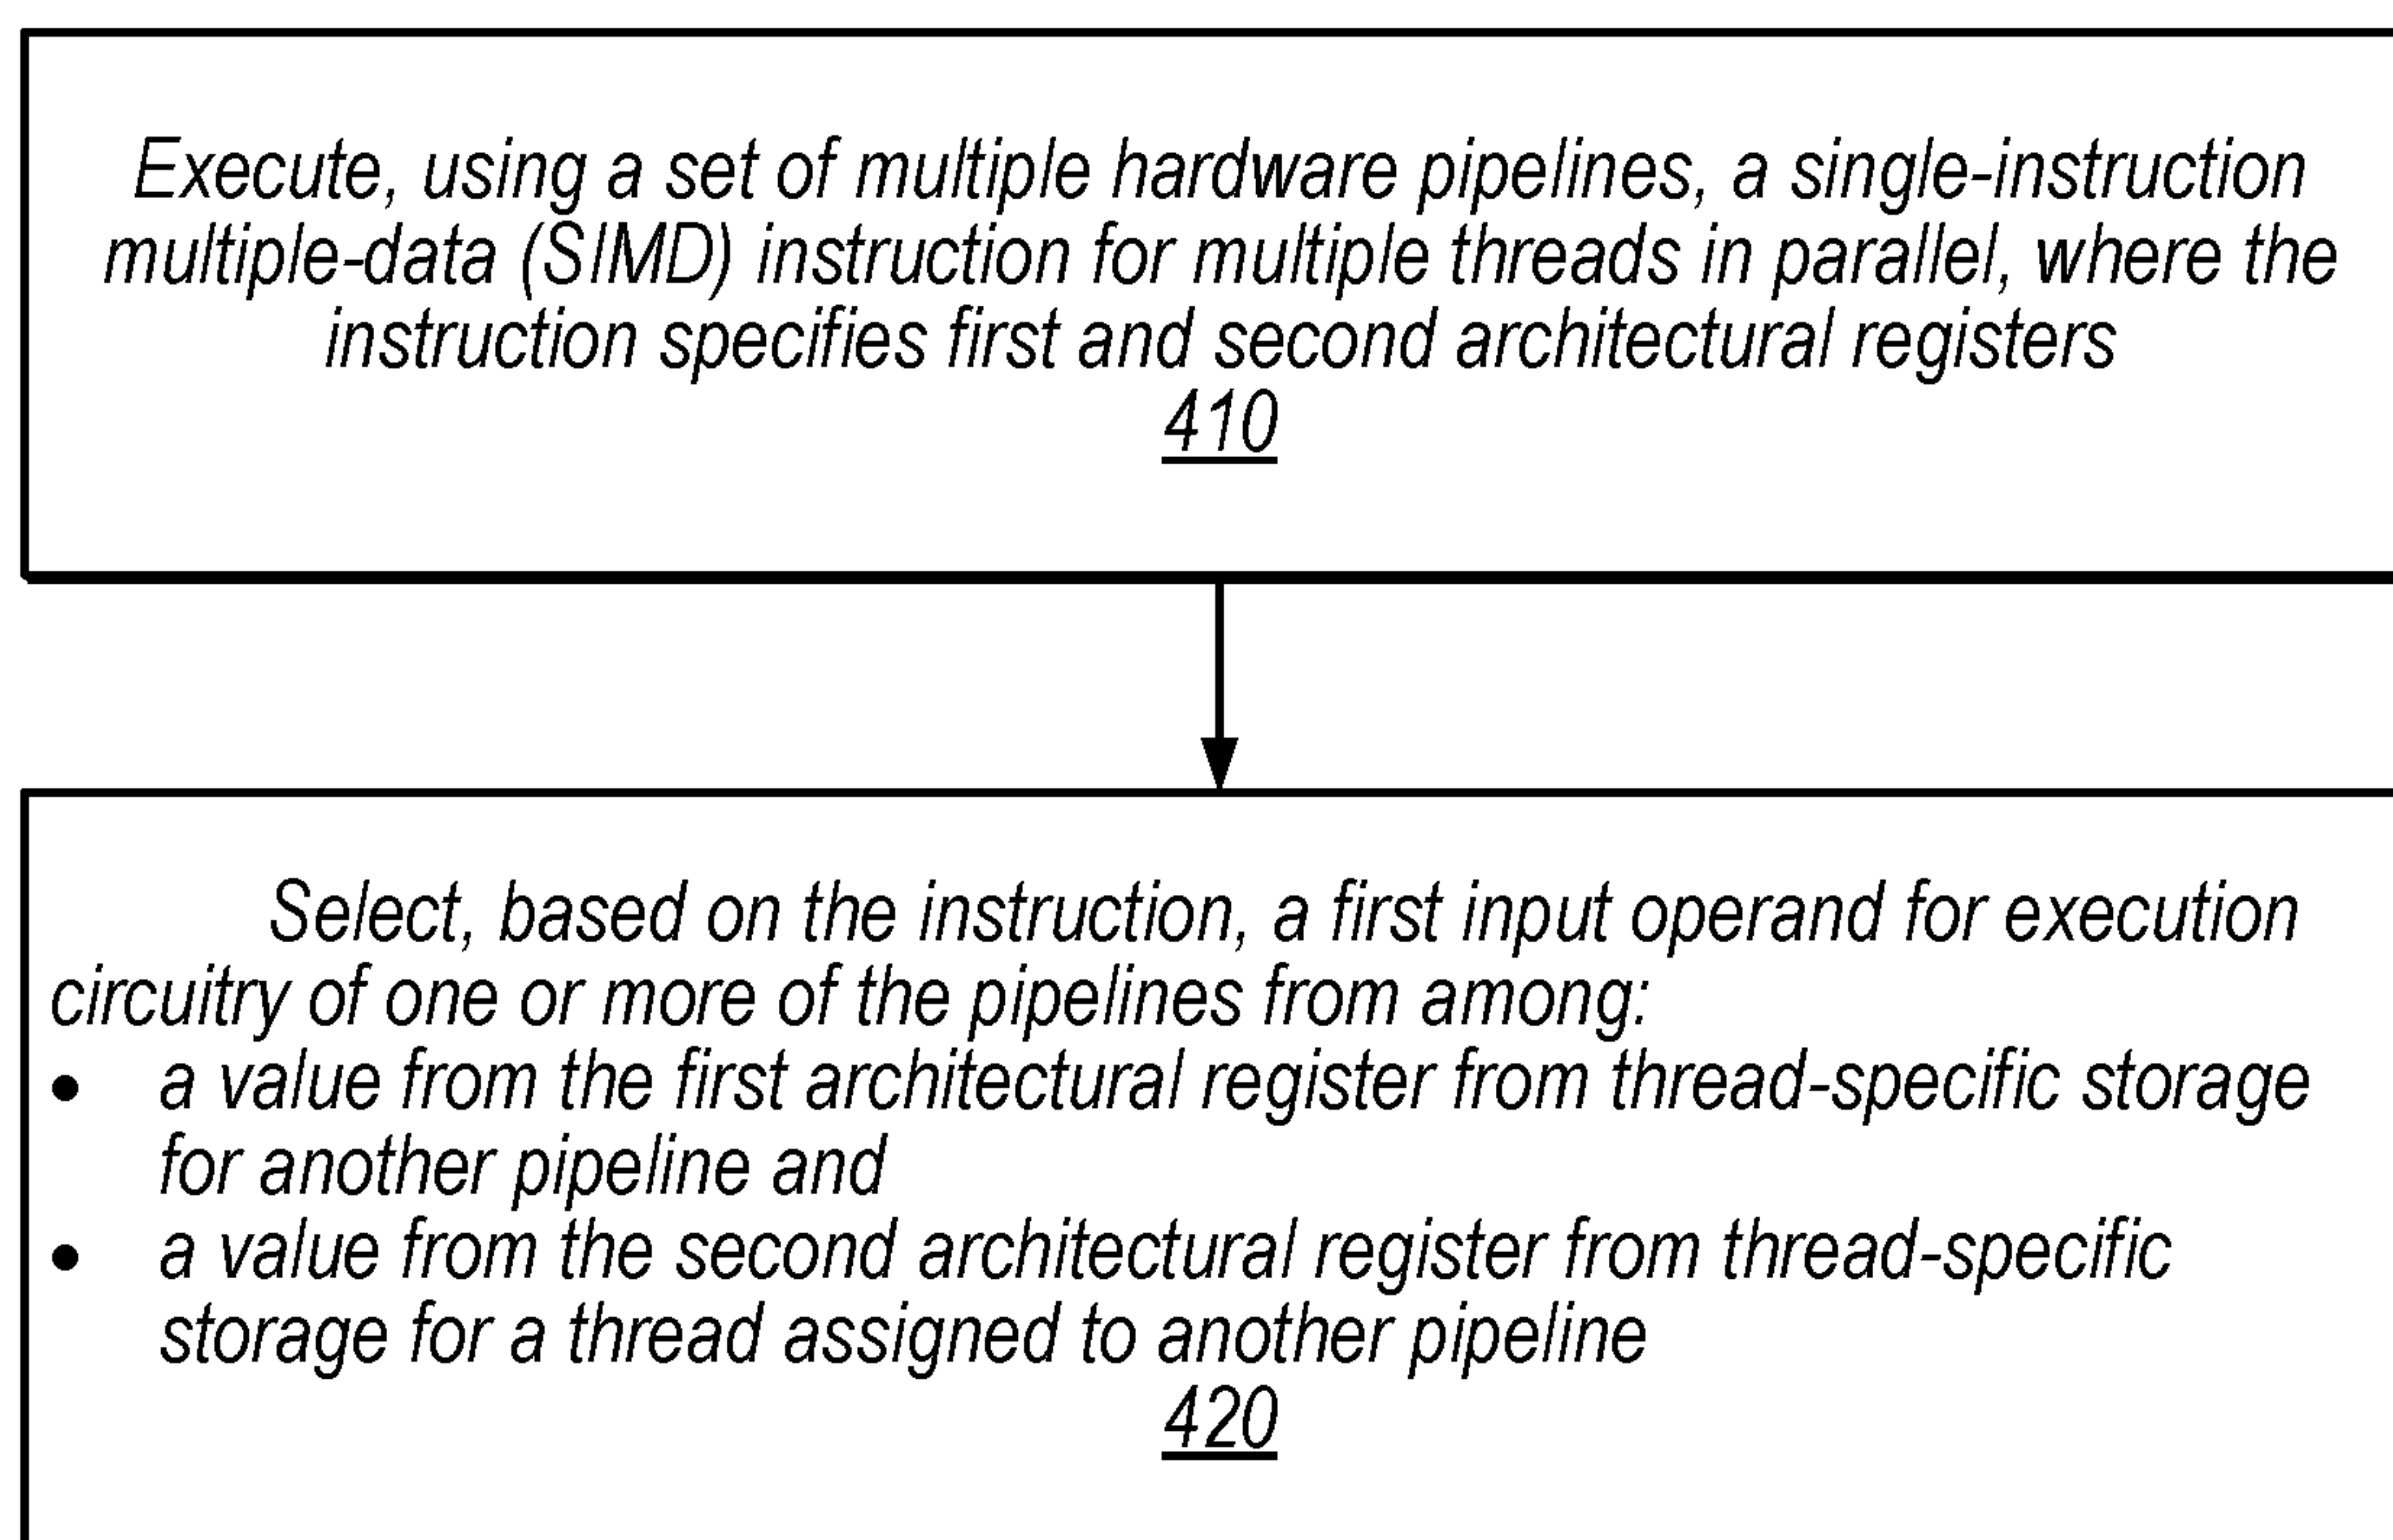 Execute, using a set of multiple hardware pipelines, a single-instruction
multiple-data (SIMD) instruction for multiple threads in parallel, where the
instruction specifies first and second architectural registers
410
Select, based on the instruction, a first input operand for execution
circuitry of one or more of the pipelines from among:
• a value from the first architectural register from thread-specific storage
for another pipeline and
• a value from the second architectural register from thread-specific
storage for a thread assigned to another pipeline
420